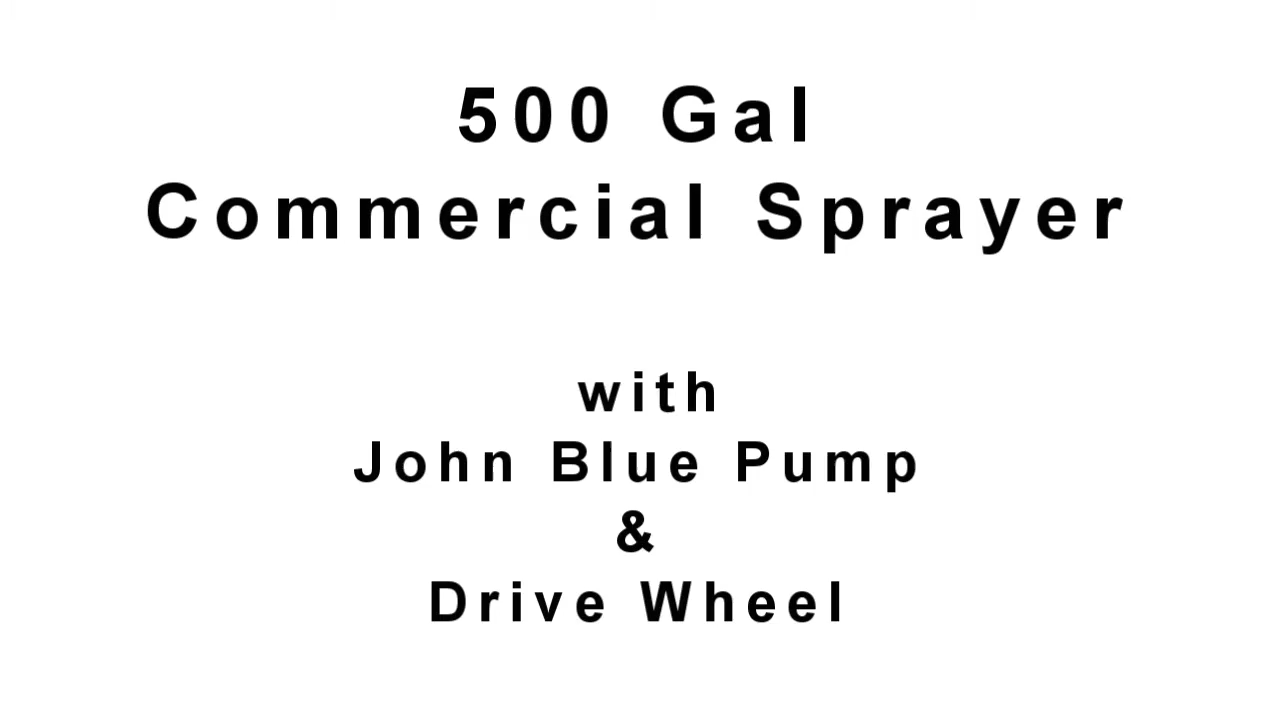 500 Gal
Commercial Sprayer
with
John Blue Pump
&
Drive Wheel